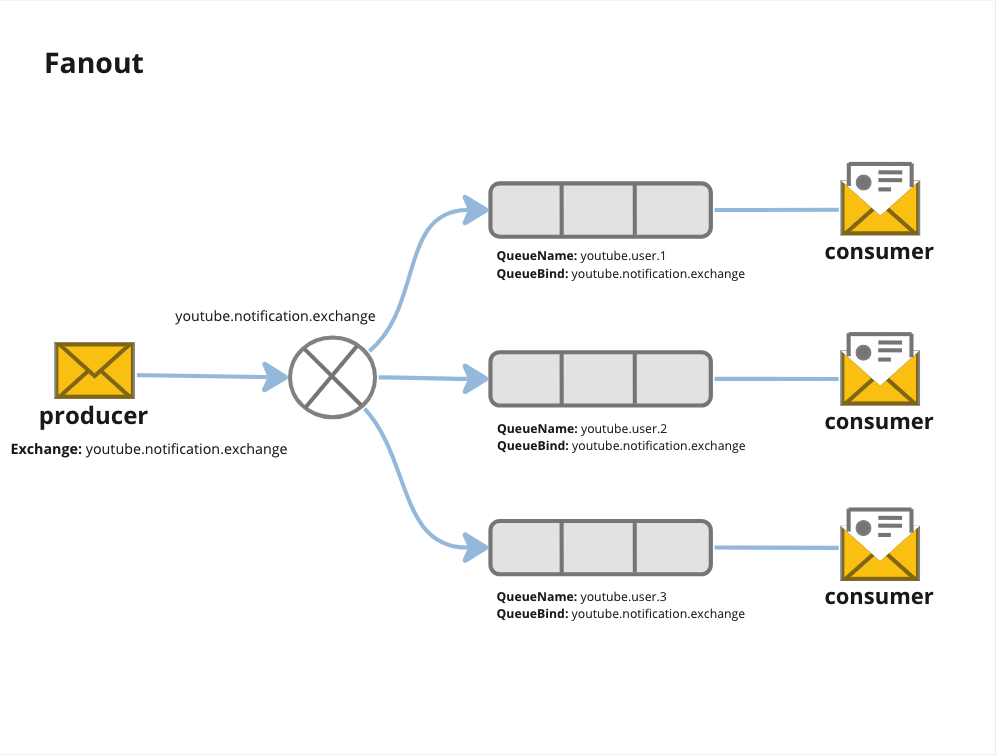 Fanout
youtube.notification.exchange
producer
Exchange: youtube.notification.exchange
QueueName: youtube.user.1
QueueBind: youtube.notification.exchange
consumer
QueueName: youtube.user.2
QueueBind: youtube.notification.exchange
consumer
QueueName: youtube.user.3
QueueBind: youtube.notification.exchange
consumer